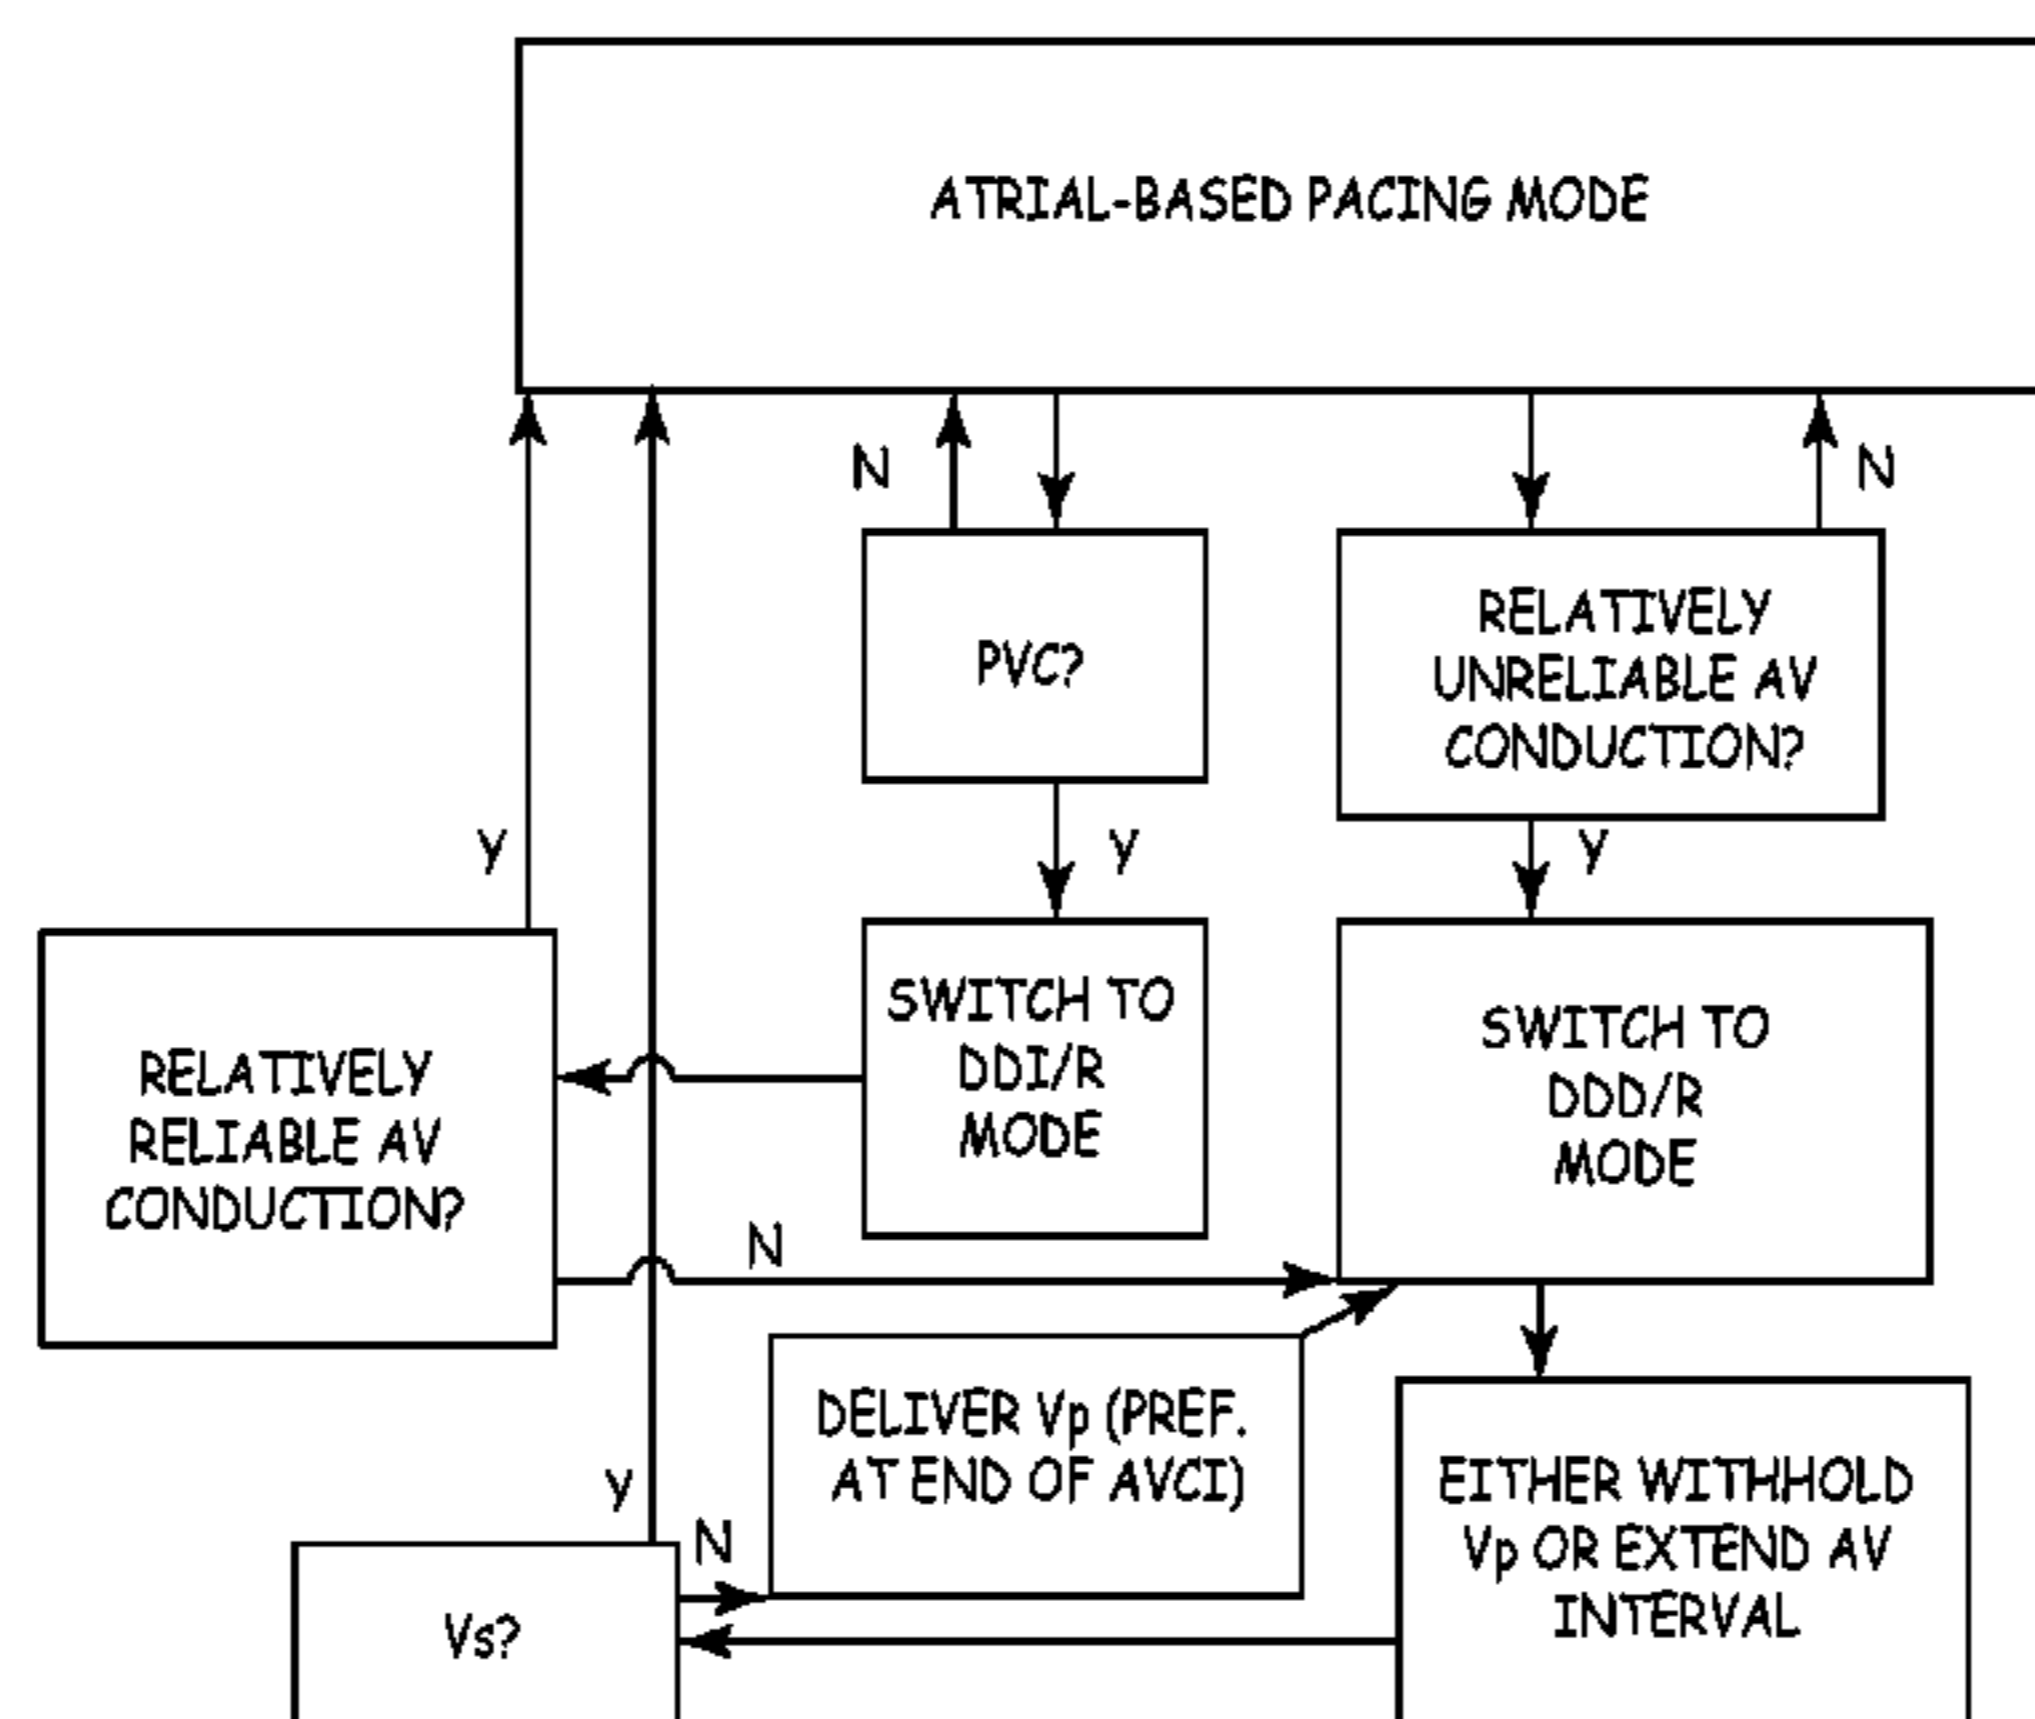 ATRIAL-BASED PACING MODE
N
N
PVC?
RELATIVELY
UNRELIABLE AV
CONDUCTION?
Y
Y
Y
SWITCH TO
DDI/R
MODE
SWITCH TO
DDD/R
MODE
RELATIVELY
RELIABLE AV
CONDUCTION?
N
DELIVER Vp (PREF.
AT END OF AVCI)
EITHER WITHHOLD
Vp OR EXTEND AV
INTERVAL
Y
N
Vs?